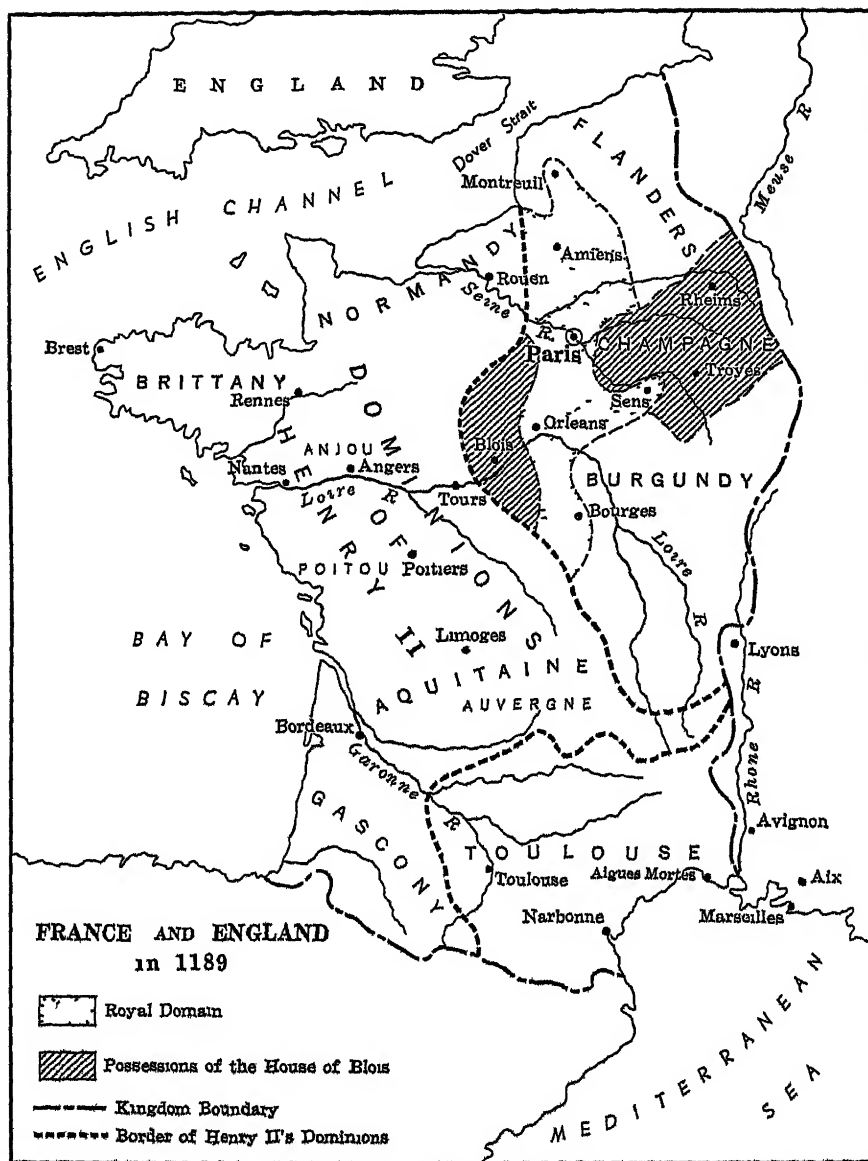 ENGLAND
Dover Strait
FLANDERS
Meuse R
Montreuil
ENGLISH CHANNEL
Amiens
NORMANDY
Rouen
Seine R
Rheims
Paris
CHAMPAGNE
Brest
BRITTANY
Rennes
Troyes
Sens
Orleans
DOMINIONS
OF
HENRY II
ANJOU
Nantes
Angers
Blois
Loire R
Tours
BURGUNDY
Bourges
Loire R
POITOU
Poitiers
Limoges
Lyons
BAY OF
BISCAY
AQUITAINE
AUVERGNE
Bordeaux
Garonne R
Rhone R
GASCONY
Avignon
TOULOUSE
Toulouse
Aigues Mortes
Aix
Narbonne
Marseilles
MEDITERRANEAN
SEA
FRANCE AND ENGLAND
in 1189
Royal Domain
Possessions of the House of Blois
Kingdom Boundary
Border of Henry II's Dominions